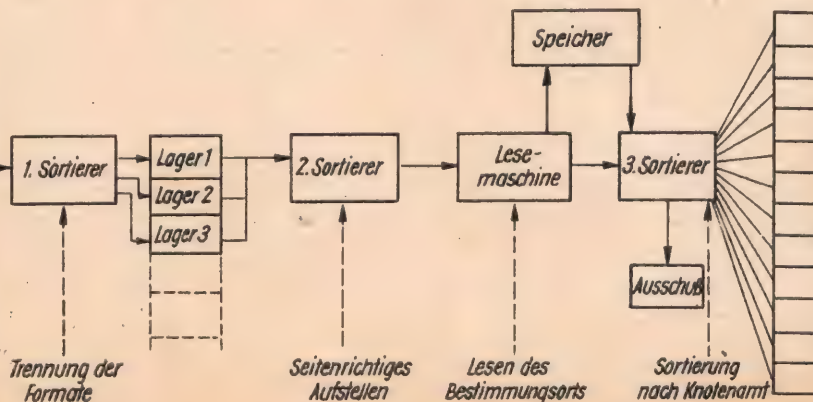 Speicher
1. Sortierer
Lager 1
Lager 2
Lager 3
2. Sortierer
Lese-
maschine
3. Sortierer
Ausschuß
Trennung der
Formate
Seitenrichtiges
Aufstellen
Lesen des
Bestimmungsorts
Sortierung
nach Knotenamt